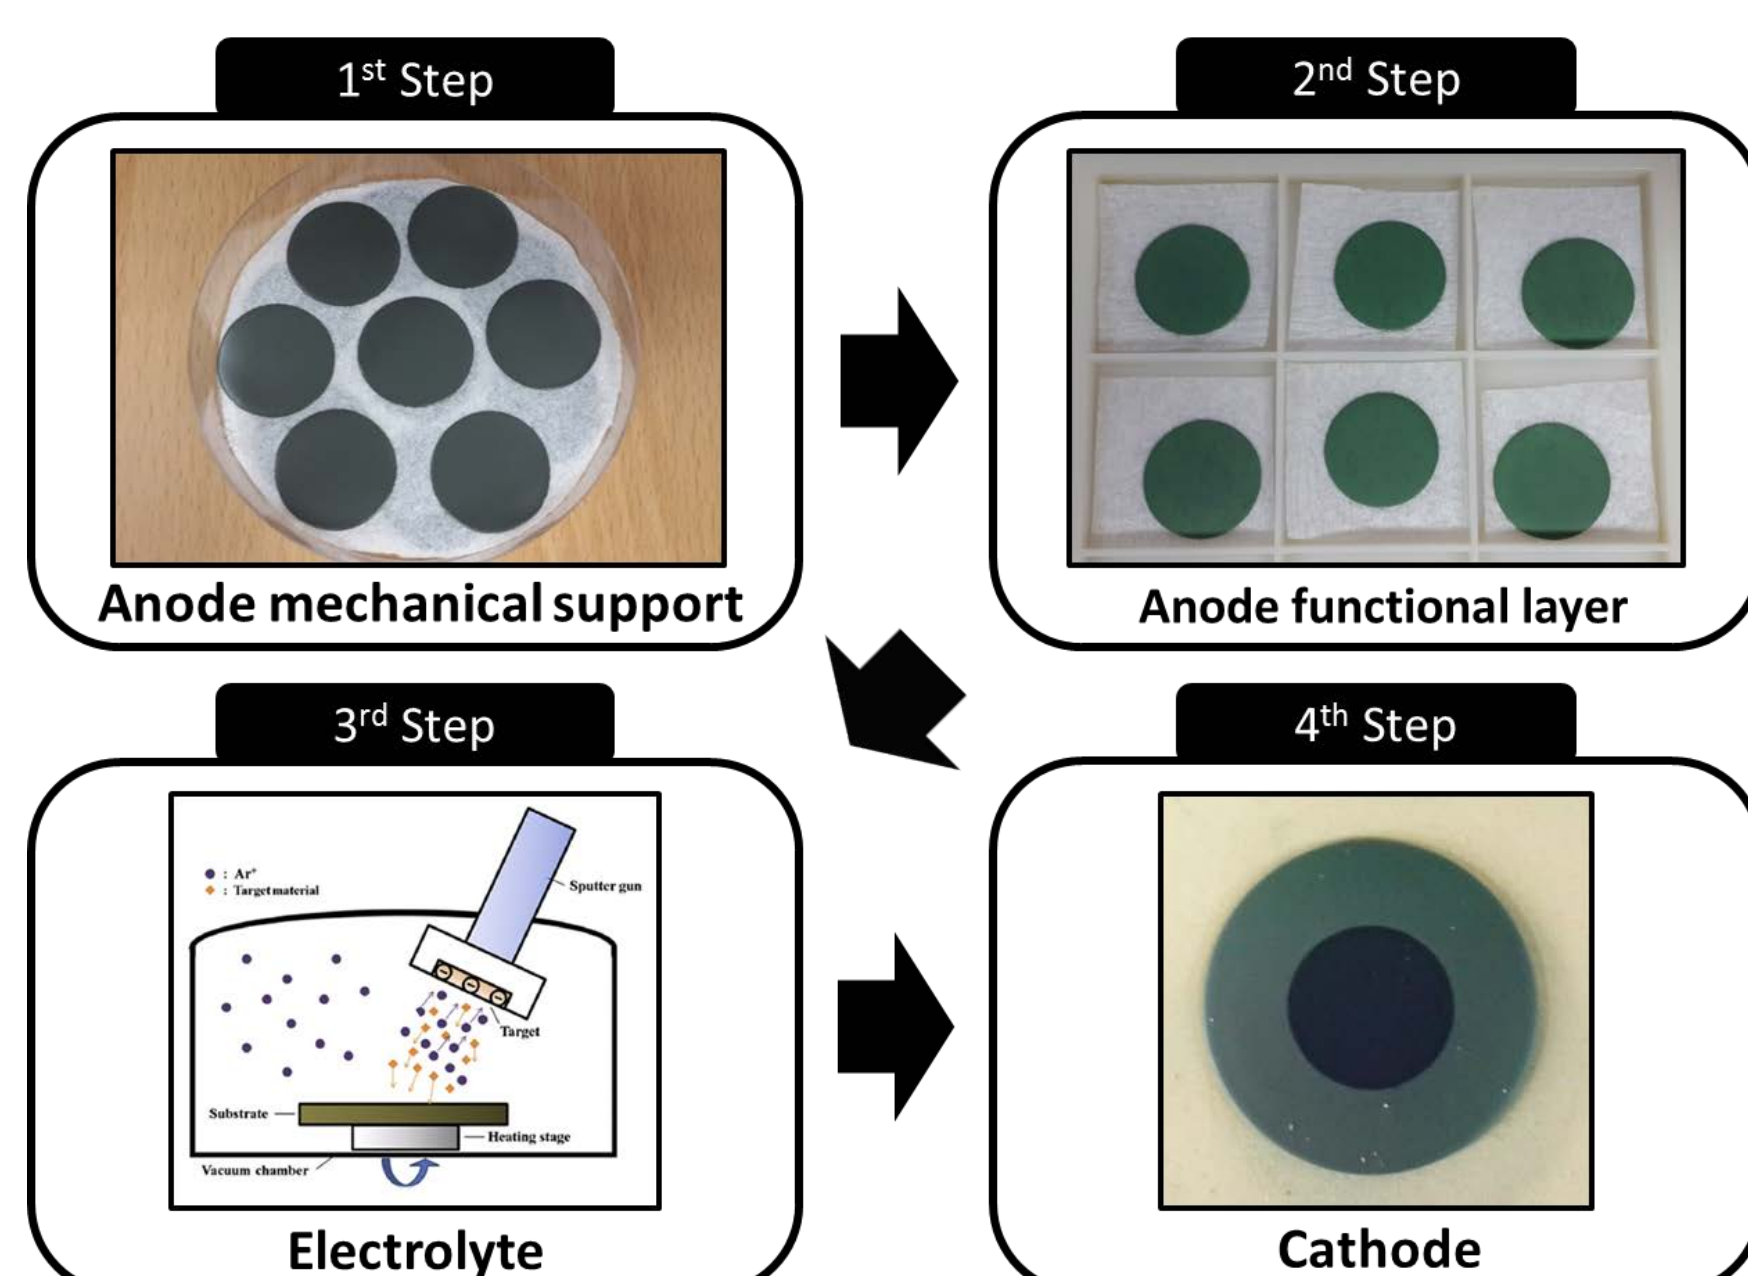 1st Step
2nd Step
Anode mechanical support
Anode functional layer
3rd Step
4th Step
: Ar⁺
: Target material
Sputter gun
Target
Substrate
Heating stage
Vacuum chamber
Electrolyte
Cathode